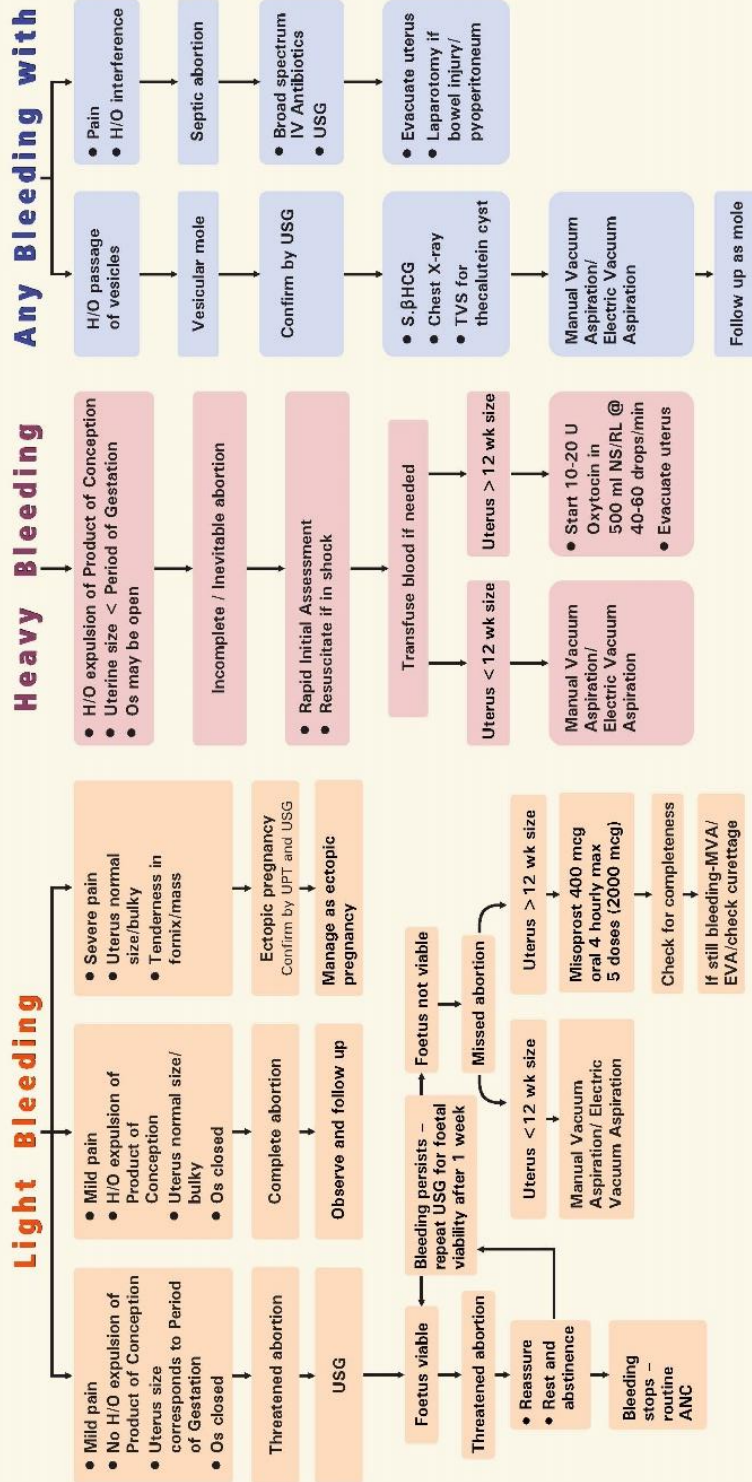 Light Bleeding
● Mild pain
● No H/O expulsion of
Product of Conception
● Uterus size
corresponds to Period
of Gestation
● Os closed
Threatened abortion
USG
Foetus viable
Threatened abortion
● Reassure
● Rest and
abstinence
Bleeding
stops –
routine
ANC
Bleeding persists –
repeat USG for foetal
viability after 1 week
Foetus not viable
Missed abortion
Uterus <12 wk size
Manual Vacuum
Aspiration/ Electric
Vacuum Aspiration
Uterus >12 wk size
Misoprost 400 mcg
oral 4 hourly max
5 doses (2000 mcg)
Check for completeness
If still bleeding-MVA/
EVA/check curettage
● Mild pain
● H/O expulsion of
Product of
Conception
● Uterus normal size/
bulky
● Os closed
Complete abortion
Observe and follow up
● Severe pain
● Uterus normal
size/bulky
● Tenderness in
fornix/mass
Ectopic pregnancy
Confirm by UPT and USG
Manage as ectopic
pregnancy
Heavy Bleeding
● H/O expulsion of Product of Conception
● Uterine size < Period of Gestation
● Os may be open
Incomplete / Inevitable abortion
● Rapid Initial Assessment
● Resuscitate if in shock
Transfuse blood if needed
Uterus <12 wk size
Manual Vacuum
Aspiration/
Electric Vacuum
Aspiration
Uterus > 12 wk size
● Start 10-20 U
Oxytocin in
500 ml NS/RL @
40-60 drops/min
● Evacuate uterus
Any Bleeding with
H/O passage
of vesicles
Vesicular mole
Confirm by USG
● S.βHCG
● Chest X-ray
● TVS for
thecalutein cyst
Manual Vacuum
Aspiration/
Electric Vacuum
Aspiration
Follow up as mole
● Pain
● H/O interference
Septic abortion
● Broad spectrum
IV Antibiotics
● USG
● Evacuate uterus
● Laparotomy if
bowel injury/
pyoperitoneum